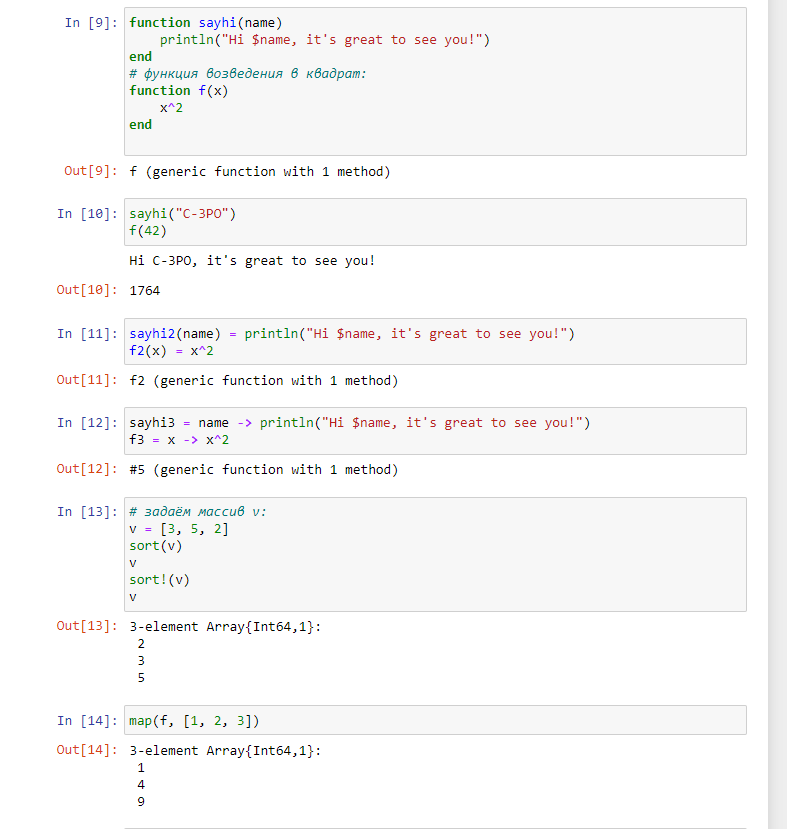 In [9]: function sayhi(name)
    println("Hi $name, it's great to see you!")
end
# функция возведения в квадрат:
function f(x)
    x^2
end
Out[9]: f (generic function with 1 method)
In [10]: sayhi("C-3PO")
f(42)
Hi C-3PO, it's great to see you!
Out[10]: 1764
In [11]: sayhi2(name) = println("Hi $name, it's great to see you!")
f2(x) = x^2
Out[11]: f2 (generic function with 1 method)
In [12]: sayhi3 = name -> println("Hi $name, it's great to see you!")
f3 = x -> x^2
Out[12]: #5 (generic function with 1 method)
In [13]: # задаём массив v:
v = [3, 5, 2]
sort(v)
v
sort!(v)
v
Out[13]: 3-element Array{Int64,1}:
 2
 3
 5
In [14]: map(f, [1, 2, 3])
Out[14]: 3-element Array{Int64,1}:
 1
 4
 9